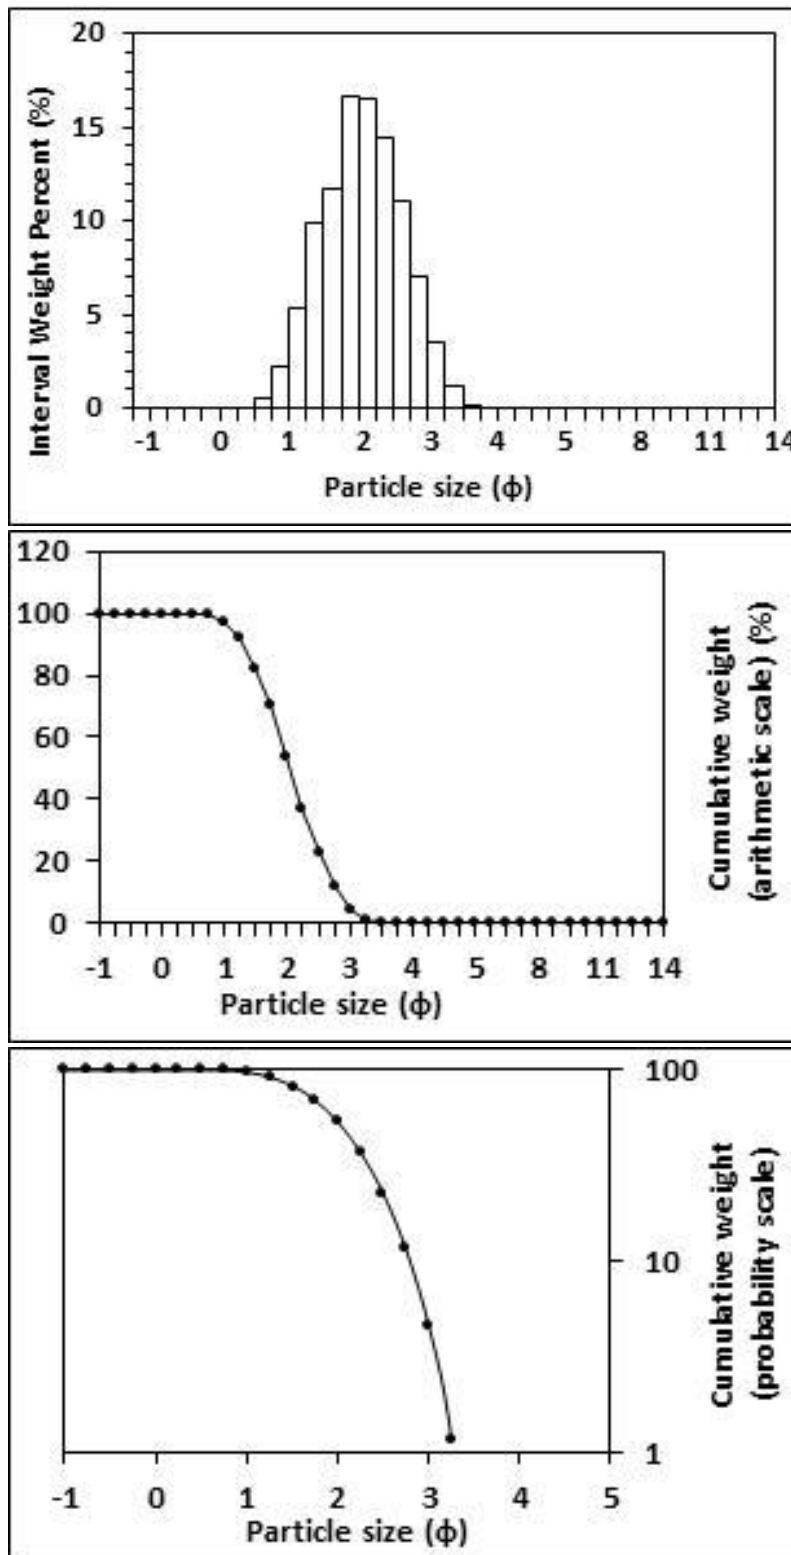 Interval Weight Percent (%)
20
15
10
5
0
-1 0 1 2 3 4 5 8 11 14
Particle size (ϕ)
120
100
80
60
40
20
0
-1 0 1 2 3 4 5 8 11 14
Particle size (ϕ)
Cumulative weight
(arithmetic scale) (%)
100
10
1
-1 0 1 2 3 4 5
Particle size (ϕ)
Cumulative weight
(probability scale)